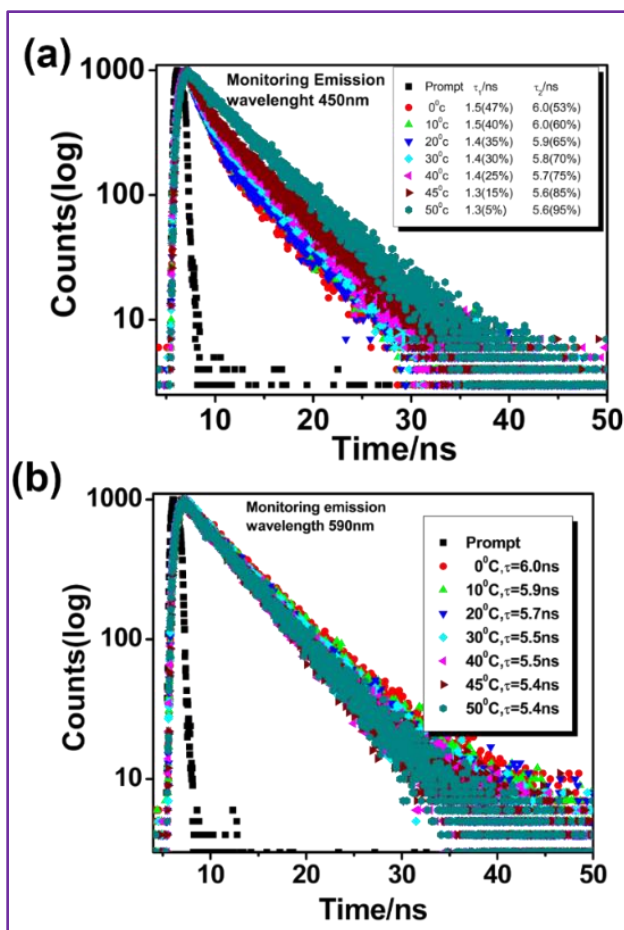 (a)
1000
100
10
Counts(log)
Monitoring Emission
wavelenght 450nm
Prompt τ₁/ns τ₂/ns
0⁰c 1.5(47%) 6.0(53%)
10⁰c 1.5(40%) 6.0(60%)
20⁰c 1.4(35%) 5.9(65%)
30⁰c 1.4(30%) 5.8(70%)
40⁰c 1.4(25%) 5.7(75%)
45⁰c 1.3(15%) 5.6(85%)
50⁰c 1.3(5%) 5.6(95%)
10 20 30 40 50
Time/ns
(b)
1000
100
10
Counts(log)
Monitoring emission
wavelength 590nm
Prompt
0⁰C,τ=6.0ns
10⁰C,τ=5.9ns
20⁰C,τ=5.7ns
30⁰C,τ=5.5ns
40⁰C,τ=5.5ns
45⁰C,τ=5.4ns
50⁰C,τ=5.4ns
10 20 30 40 50
Time/ns